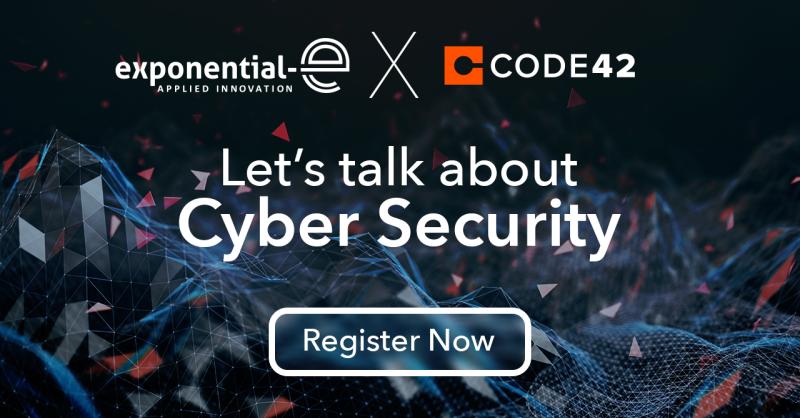 exponential-e
APPLIED INNOVATION
X
CODE42
Let's talk about
Cyber Security
Register Now